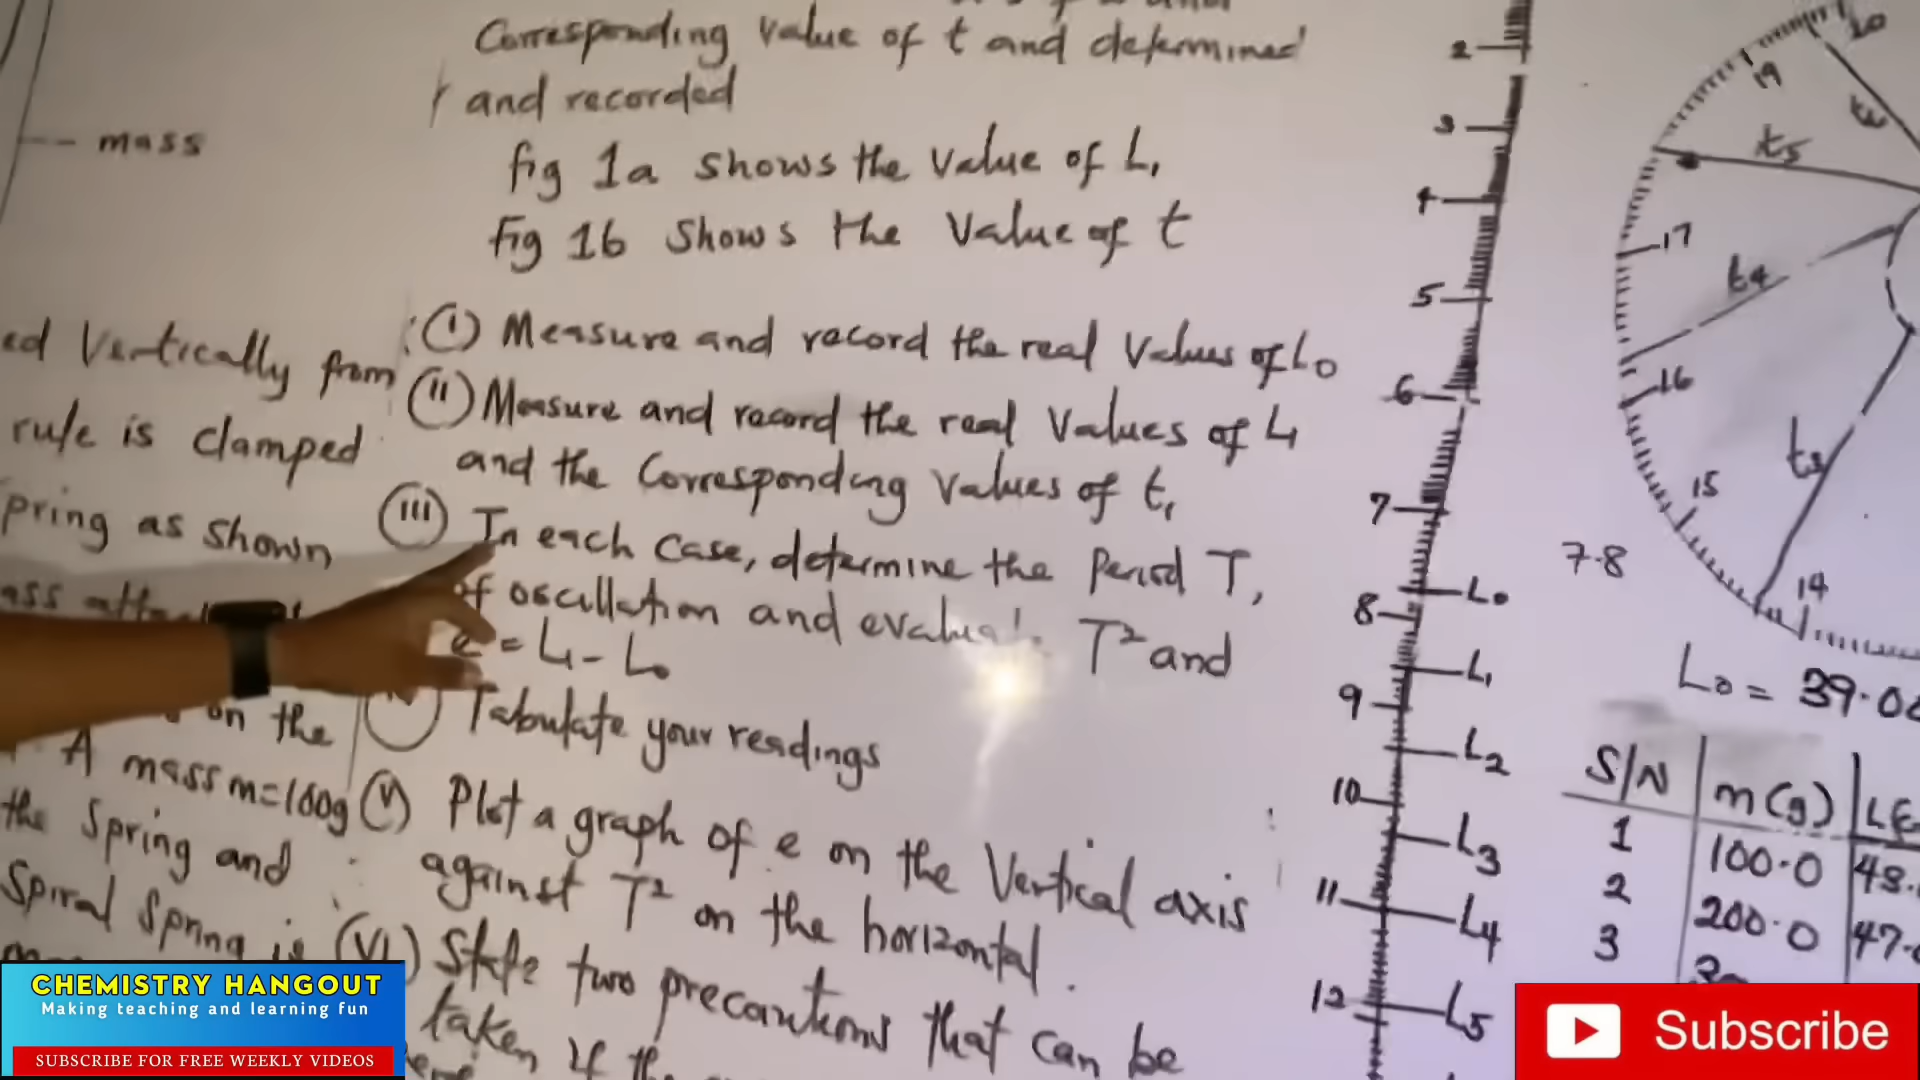 Corresponding value of t and determined
and recorded
fig 1a shows the value of L1
Fig 1b shows the value of t
(i) Measure and record the real values of L0
(ii) Measure and record the real values of L1
and the corresponding values of t1
(iii) In each case, determine the period T,
of oscillation and T² and
e = L1 - L0
Tabulate your readings
(v) Plot a graph of e on the vertical axis
against T² on the horizontal.
(vi) State two precautions that can be
taken if the
mass
ed vertically from
rule is clamped
pring as shown
on the
A mass m=100g
the spring and
spiral spring is
2
3
4
5
6
7
8
9
10
11
12
L0
L1
L2
L3
L4
L5
7.8
20
19
17
16
15
14
t5
t4
t3
L0 = 39.0
S/N m(g)
1 100.0
2 200.0 47.
3
CHEMISTRY HANGOUT
Making teaching and learning fun
SUBSCRIBE FOR FREE WEEKLY VIDEOS
Subscribe